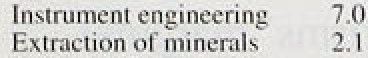 Instrument engineering 7.0
Extraction of minerals 2.1